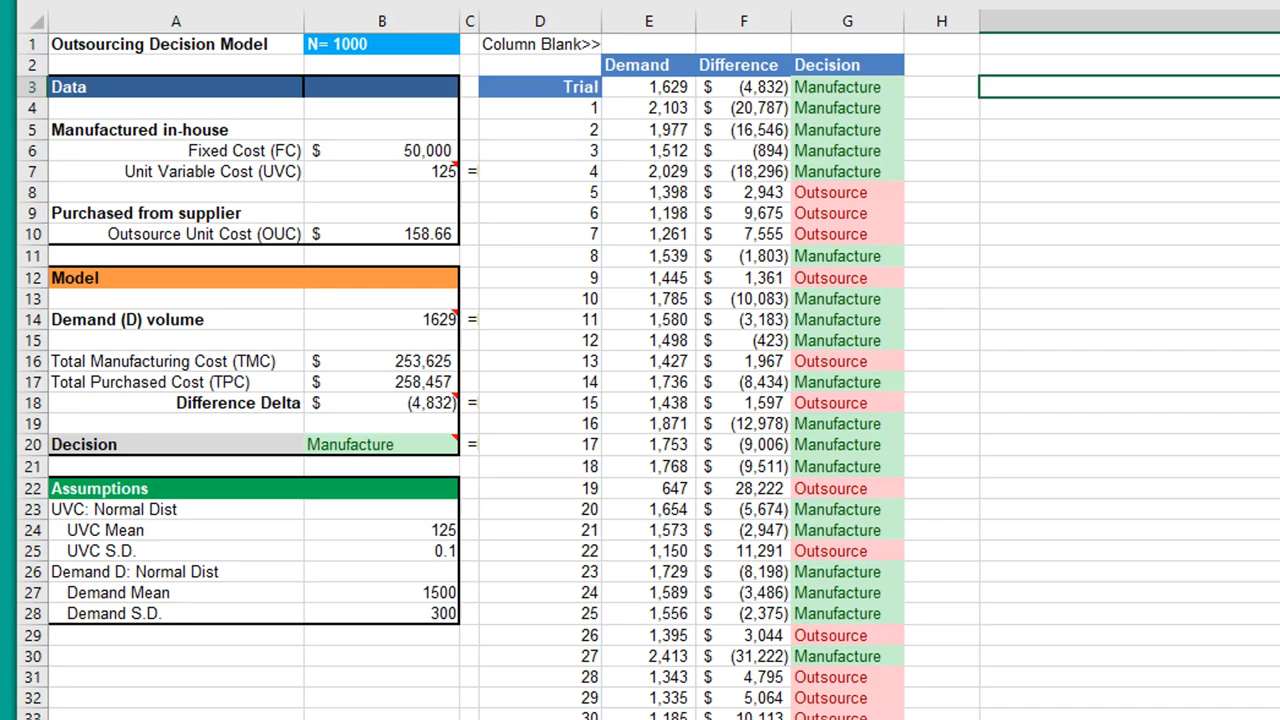 A B C D E F G H
1 Outsourcing Decision Model N= 1000 Column Blank>>
2 Demand Difference Decision
3 Data Trial 1,629 $ (4,832) Manufacture
4 1 2,103 $ (20,787) Manufacture
5 Manufactured in-house 2 1,977 $ (16,546) Manufacture
6 Fixed Cost (FC) $ 50,000 3 1,512 $ (894) Manufacture
7 Unit Variable Cost (UVC) 125 = 4 2,029 $ (18,296) Manufacture
8 5 1,398 $ 2,943 Outsource
9 Purchased from supplier 6 1,198 $ 9,675 Outsource
10 Outsource Unit Cost (OUC) $ 158.66 7 1,261 $ 7,555 Outsource
11 8 1,539 $ (1,803) Manufacture
12 Model 9 1,445 $ 1,361 Outsource
13 10 1,785 $ (10,083) Manufacture
14 Demand (D) volume 1629 = 11 1,580 $ (3,183) Manufacture
15 12 1,498 $ (423) Manufacture
16 Total Manufacturing Cost (TMC) $ 253,625 13 1,427 $ 1,967 Outsource
17 Total Purchased Cost (TPC) $ 258,457 14 1,736 $ (8,434) Manufacture
18 Difference Delta $ (4,832) = 15 1,438 $ 1,597 Outsource
19 16 1,871 $ (12,978) Manufacture
20 Decision Manufacture = 17 1,753 $ (9,006) Manufacture
21 18 1,768 $ (9,511) Manufacture
22 Assumptions 19 647 $ 28,222 Outsource
23 UVC: Normal Dist 20 1,654 $ (5,674) Manufacture
24 UVC Mean 125 21 1,573 $ (2,947) Manufacture
25 UVC S.D. 0.1 22 1,150 $ 11,291 Outsource
26 Demand D: Normal Dist 23 1,729 $ (8,198) Manufacture
27 Demand Mean 1500 24 1,589 $ (3,486) Manufacture
28 Demand S.D. 300 25 1,556 $ (2,375) Manufacture
29 26 1,395 $ 3,044 Outsource
30 27 2,413 $ (31,222) Manufacture
31 28 1,343 $ 4,795 Outsource
32 29 1,335 $ 5,064 Outsource
33 30 1,185 $ 10,113 Outsource